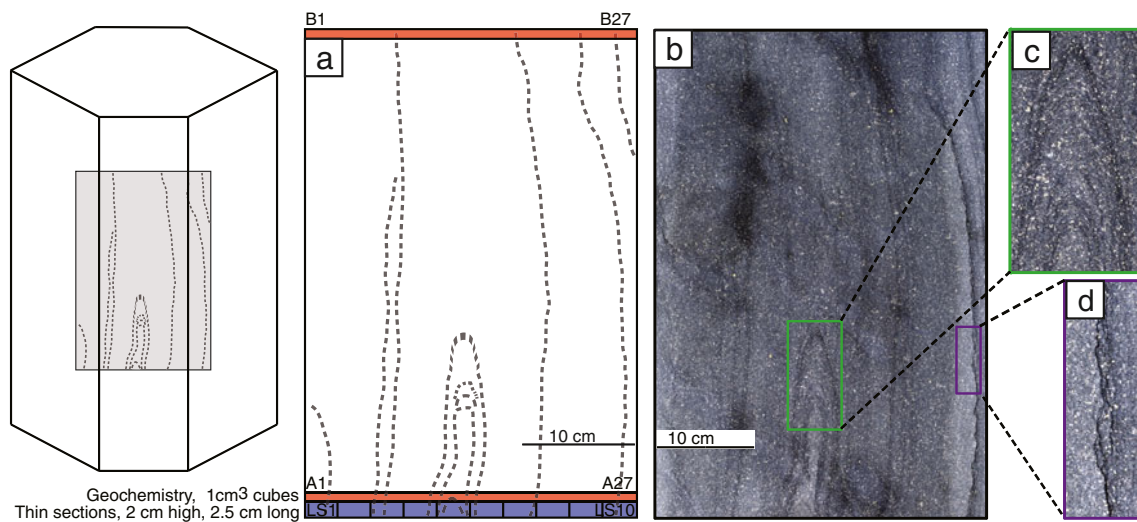 B1 B27
a
b
c
d
10 cm
10 cm
A1 A27
LS1 LS10
Geochemistry, 1cm3 cubes
Thin sections, 2 cm high, 2.5 cm long